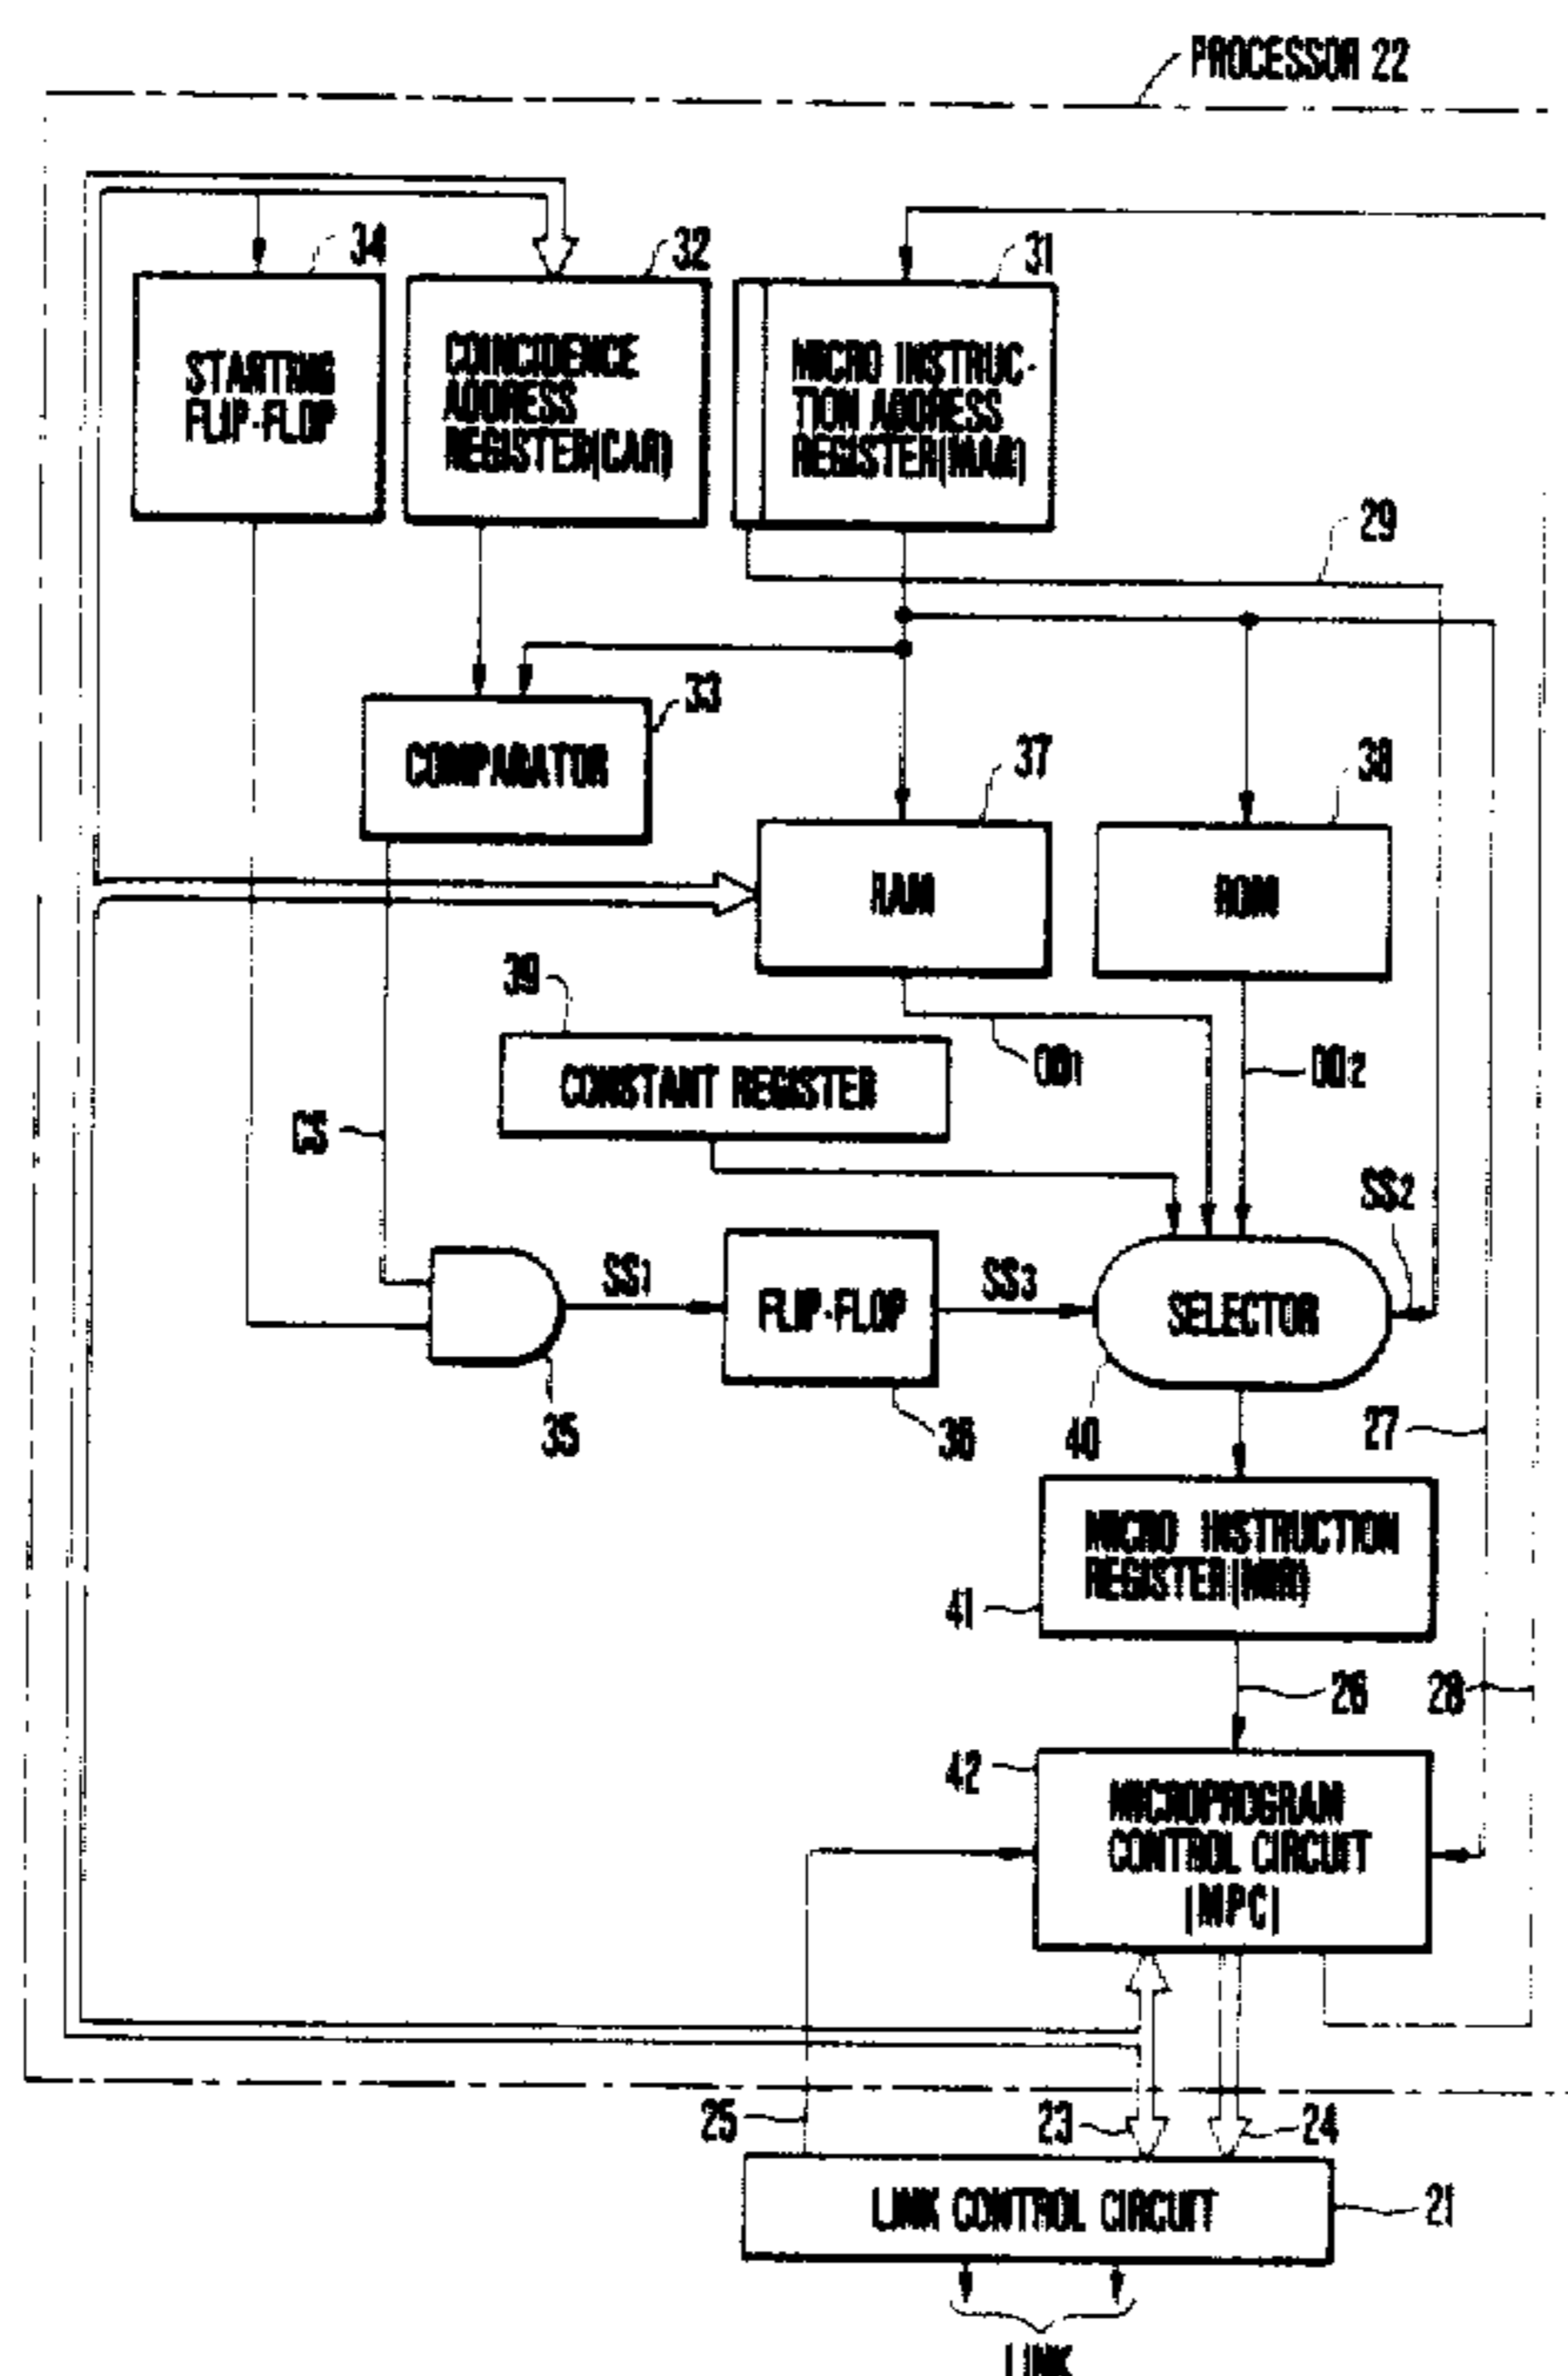 PROCESSOR 22
34
32
31
STARTING
FLIP-FLOP
COINCIDENCE
ADDRESS
REGISTER(CAR)
MICRO INSTRUC-
TION ADDRESS
REGISTER(MAR)
29
33
COMPARATOR
37
38
RAM
ROM
39
CONSTANT REGISTER
OD1
OD2
CS
SS2
SS1
FLIP-FLOP
SS3
SELECTOR
35
36
40
27
MICRO INSTRUCTION
REGISTER(MIR)
41
26
28
42
MICROPROGRAM
CONTROL CIRCUIT
(MPC)
25
23
24
LINK CONTROL CIRCUIT
21
LINK